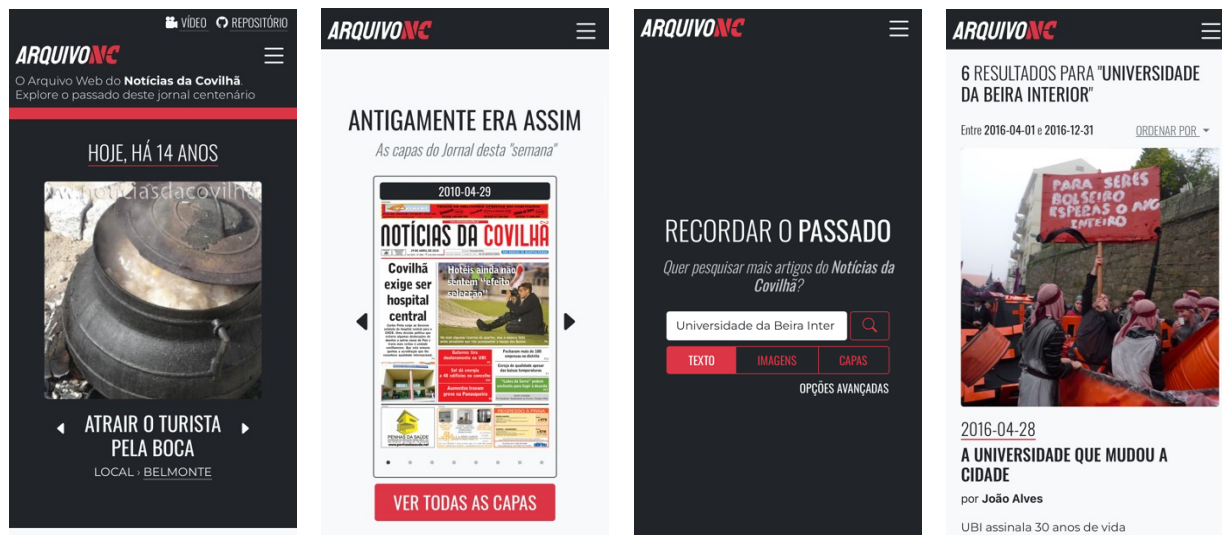 VÍDEO REPOSITÓRIO
ARQUIVONC
O Arquivo Web do Notícias da Covilhã.
Explore o passado deste jornal centenário
HOJE, HÁ 14 ANOS
www.noticiasdacovilh
ATRAIR O TURISTA
PELA BOCA
LOCAL › BELMONTE
ARQUIVONC
ANTIGAMENTE ERA ASSIM
As capas do Jornal desta "semana"
2010-04-29
NOTÍCIAS DA COVILHÃ
Covilhã
exige ser
hospital
central
Hotéis ainda não
sentem "efeito
selecção"
VER TODAS AS CAPAS
ARQUIVONC
RECORDAR O PASSADO
Quer pesquisar mais artigos do Notícias da
Covilhã?
Universidade da Beira Inter
TEXTO IMAGENS CAPAS
OPÇÕES AVANÇADAS
ARQUIVONC
6 RESULTADOS PARA "UNIVERSIDADE
DA BEIRA INTERIOR"
Entre 2016-04-01 e 2016-12-31 ORDENAR POR
PARA SERES
BOLSEIRO
ESPERAS O ANO
INTEIRO
2016-04-28
A UNIVERSIDADE QUE MUDOU A
CIDADE
por João Alves
UBI assinala 30 anos de vida